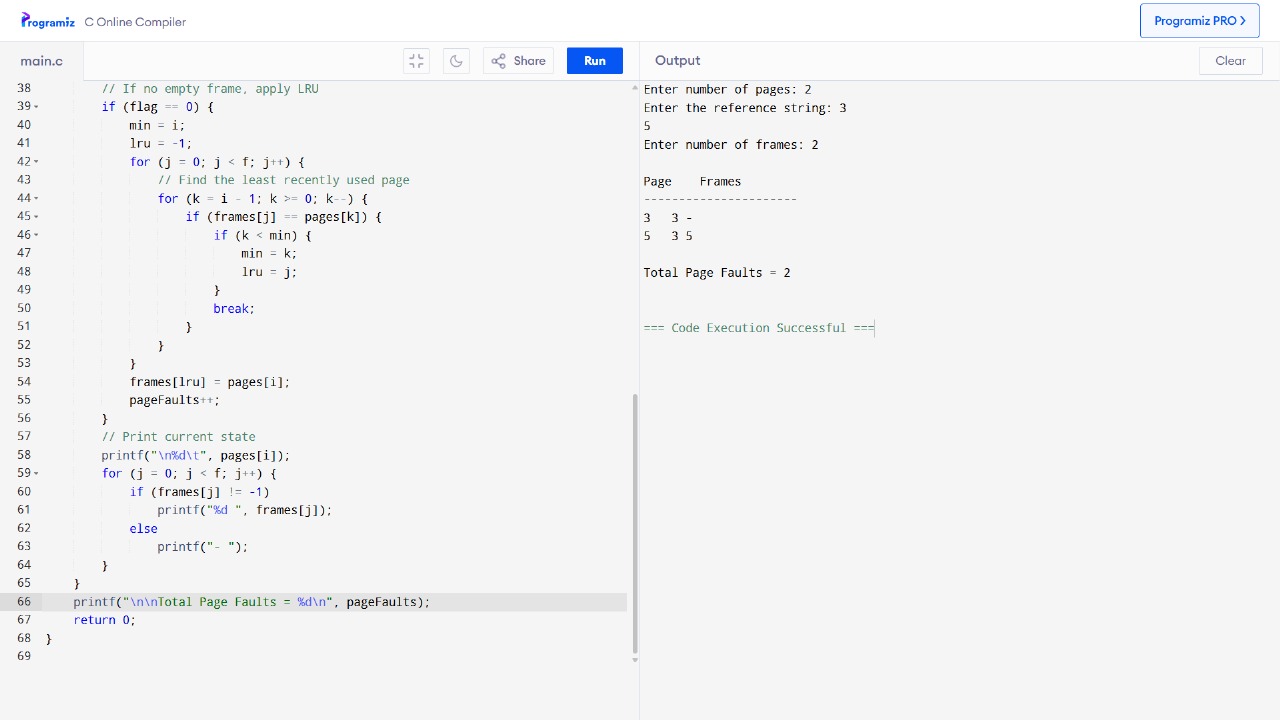 Programiz C Online Compiler Programiz PRO >
main.c Share Run Output Clear
38 // If no empty frame, apply LRU
39 if (flag == 0) {
40 min = i;
41 lru = -1;
42 for (j = 0; j < f; j++) {
43 // Find the least recently used page
44 for (k = i - 1; k >= 0; k--) {
45 if (frames[j] == pages[k]) {
46 if (k < min) {
47 min = k;
48 lru = j;
49 }
50 break;
51 }
52 }
53 }
54 frames[lru] = pages[i];
55 pageFaults++;
56 }
57 // Print current state
58 printf("\n%d\t", pages[i]);
59 for (j = 0; j < f; j++) {
60 if (frames[j] != -1)
61 printf("%d ", frames[j]);
62 else
63 printf("- ");
64 }
65 }
66 printf("\n\nTotal Page Faults = %d\n", pageFaults);
67 return 0;
68 }
69
Enter number of pages: 2
Enter the reference string: 3
5
Enter number of frames: 2
Page Frames
----------------------
3 3 -
5 3 5
Total Page Faults = 2
=== Code Execution Successful ===